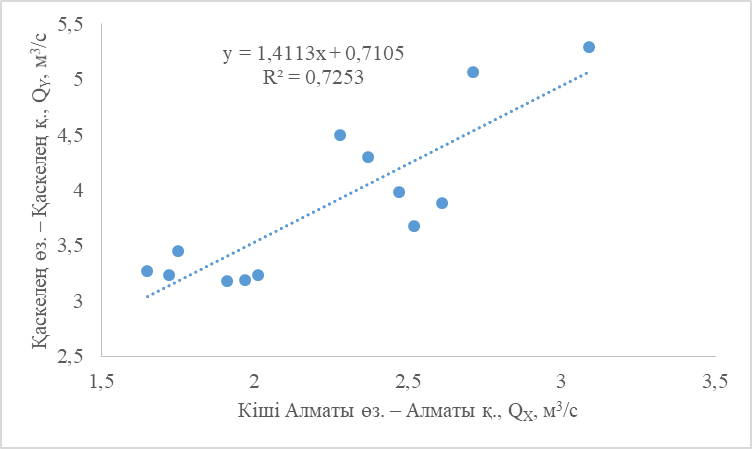 5,5
5
4,5
4
3,5
3
2,5
Қаскелең өз. – Қаскелең қ., Q_Y, м³/с
y = 1,4113x + 0,7105
R² = 0,7253
1,5 2 2,5 3 3,5
Кіші Алматы өз. – Алматы қ., Q_X, м³/с